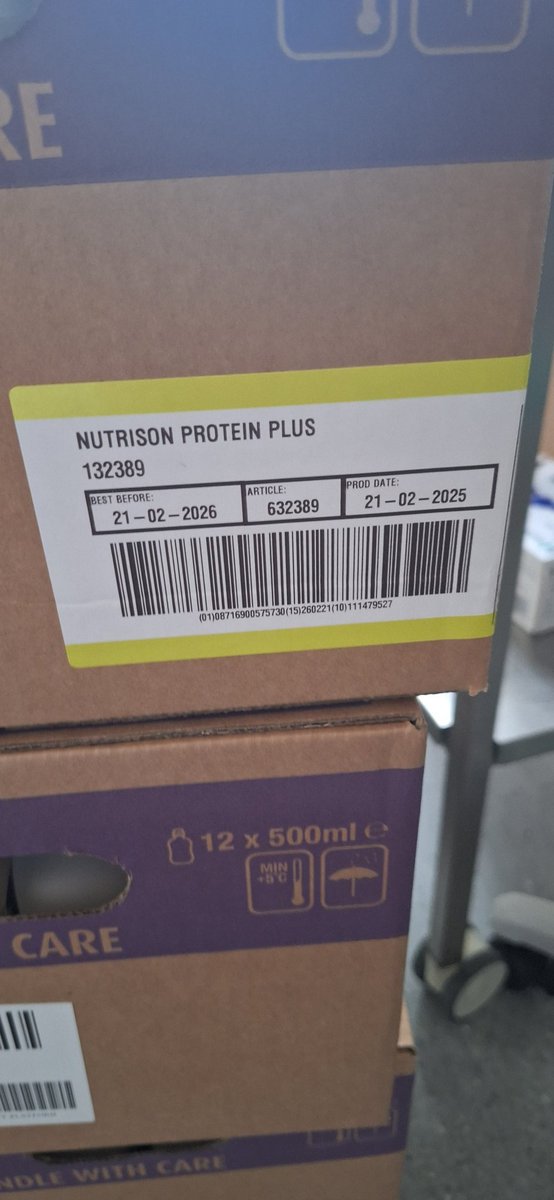 RE
NUTRISON PROTEIN PLUS
132389
BEST BEFORE: ARTICLE: PROD DATE:
21-02-2026 632389 21-02-2025
(01)08716900575730(15)260221(10)111479527
12 x 500ml ℮
MIN
+5°C
CARE
NDLE WITH CARE